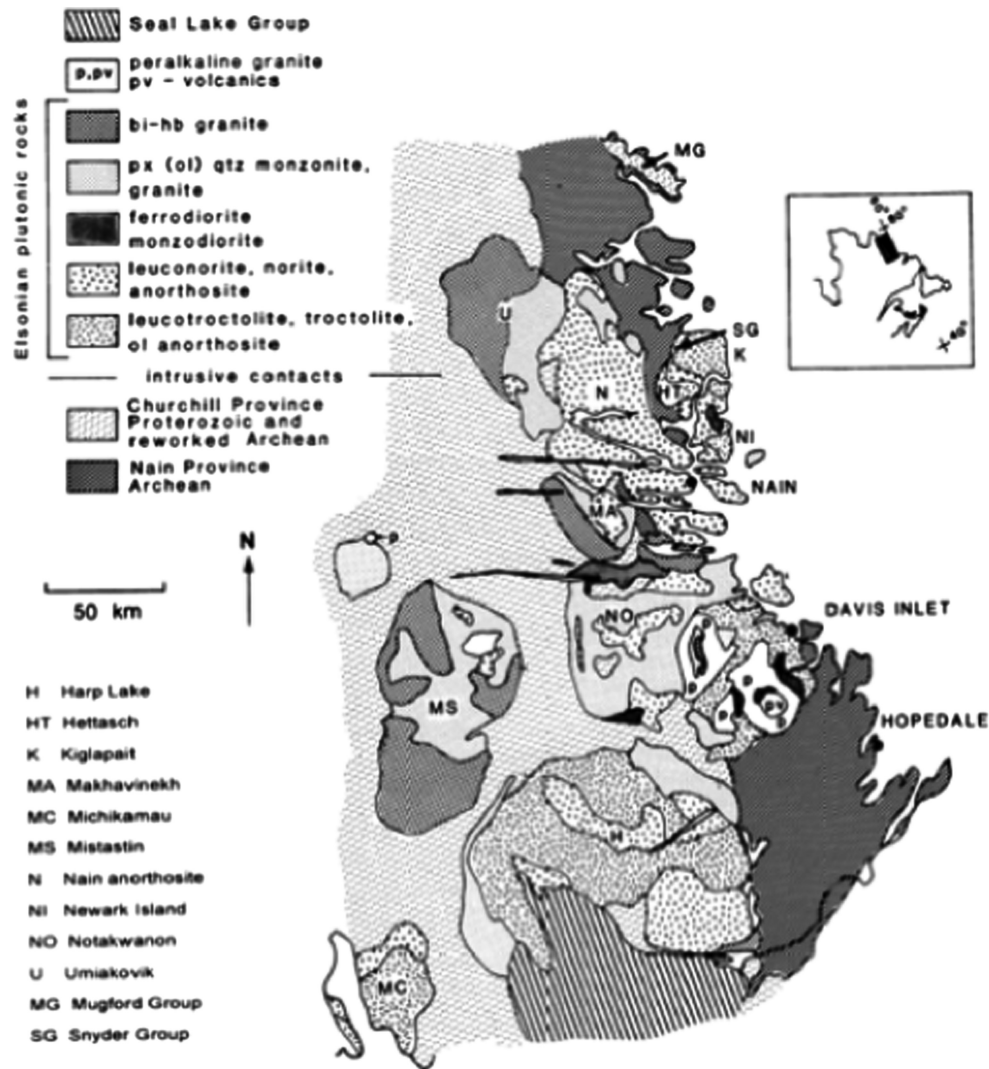 Seal Lake Group
p,pv
peralkaline granite
pv - volcanics
Elsonian plutonic rocks
bi-hb granite
px (ol) qtz monzonite,
granite
ferrodiorite
monzodiorite
leuconorite, norite,
anorthosite
leucotroctolite, troctolite,
ol anorthosite
intrusive contacts
Churchill Province
Proterozoic and
reworked Archean
Nain Province
Archean
N
50 km
H Harp Lake
HT Hettasch
K Kiglapait
MA Makhavinekh
MC Michikamau
MS Mistastin
N Nain anorthosite
NI Newark Island
NO Notakwanon
U Umiakovik
MG Mugford Group
SG Snyder Group
MG
U
SG
K
N
HT
NI
NAIN
MA
P
NO
DAVIS INLET
P
P
P
P
PV
MS
HOPEDALE
H
MC